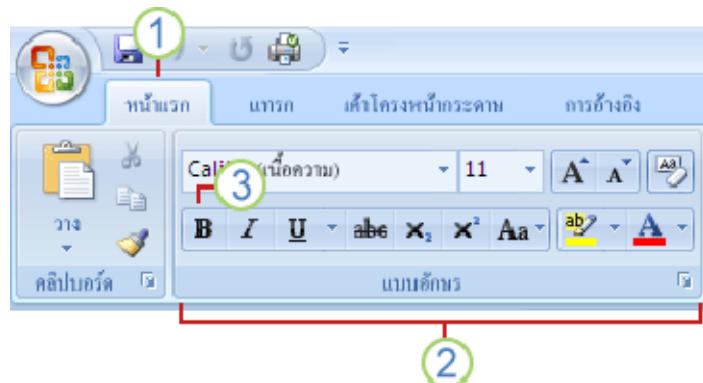 1
หน้าแรก แทรก เค้าโครงหน้ากระดาษ การอ้างอิง
(เนื้อความ) 11 A A Aa
3
วาง B I U abc x₂ x² Aa ab A
คลิปบอร์ด แบบอักษร
2